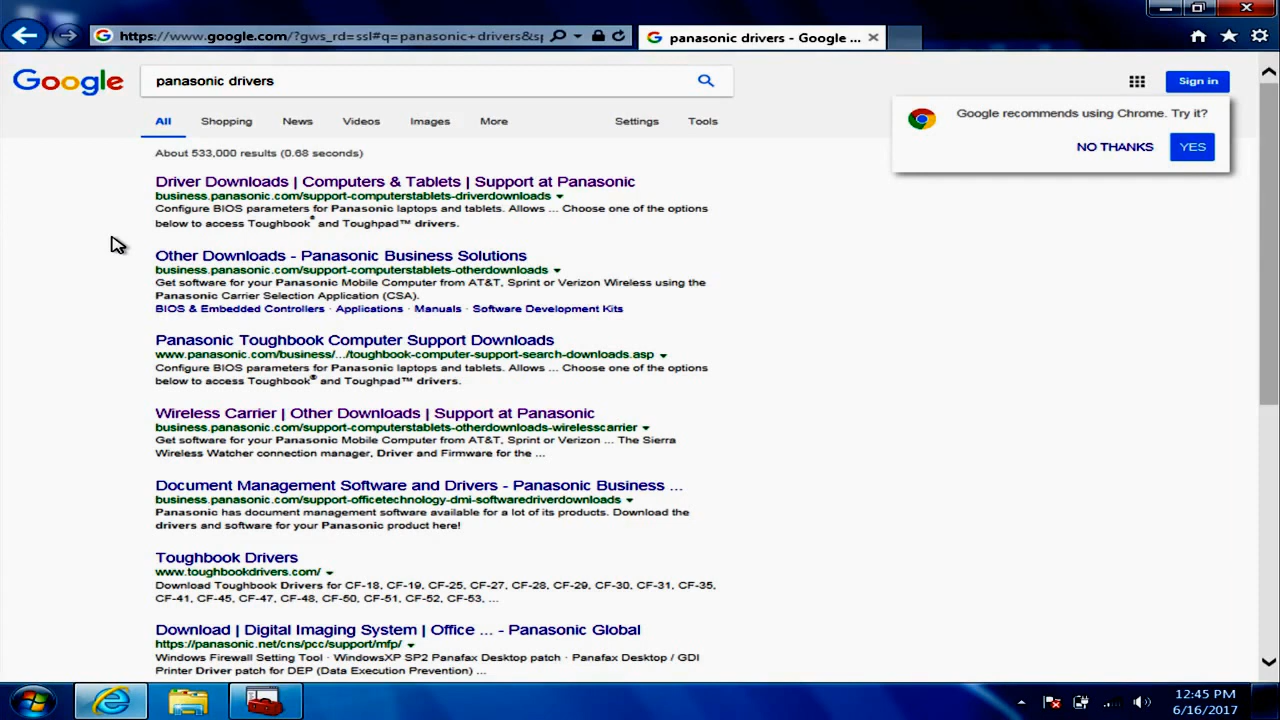 https://www.google.com/?gws_rd=ssl#q=panasonic+drivers&sp
panasonic drivers - Google ...
Google
panasonic drivers
Sign in
Google recommends using Chrome. Try it?
NO THANKS
YES
All
Shopping
News
Videos
Images
More
Settings
Tools
About 533,000 results (0.68 seconds)
Driver Downloads | Computers & Tablets | Support at Panasonic
business.panasonic.com/support-computerstablets-driverdownloads
Configure BIOS parameters for Panasonic laptops and tablets. Allows ... Choose one of the options
below to access Toughbook® and Toughpad™ drivers.
Other Downloads - Panasonic Business Solutions
business.panasonic.com/support-computerstablets-otherdownloads
Get software for your Panasonic Mobile Computer from AT&T, Sprint or Verizon Wireless using the
Panasonic Carrier Selection Application (CSA).
BIOS & Embedded Controllers · Applications · Manuals · Software Development Kits
Panasonic Toughbook Computer Support Downloads
www.panasonic.com/business/.../toughbook-computer-support-search-downloads.asp
Configure BIOS parameters for Panasonic laptops and tablets. Allows ... Choose one of the options
below to access Toughbook® and Toughpad™ drivers.
Wireless Carrier | Other Downloads | Support at Panasonic
business.panasonic.com/support-computerstablets-otherdownloads-wirelesscarrier
Get software for your Panasonic Mobile Computer from AT&T, Sprint or Verizon ... The Sierra
Wireless Watcher connection manager, Driver and Firmware for the ...
Document Management Software and Drivers - Panasonic Business ...
business.panasonic.com/support-officetechnology-dmi-softwaredriverdownloads
Panasonic has document management software available for a lot of its products. Download the
drivers and software for your Panasonic product here!
Toughbook Drivers
www.toughbookdrivers.com/
Download Toughbook Drivers for CF-18, CF-19, CF-25, CF-27, CF-28, CF-29, CF-30, CF-31, CF-35,
CF-41, CF-45, CF-47, CF-48, CF-50, CF-51, CF-52, CF-53, ...
Download | Digital Imaging System | Office ... - Panasonic Global
https://panasonic.net/cns/pcc/support/mfp/
Windows Firewall Setting Tool · WindowsXP SP2 Panafax Desktop patch · Panafax Desktop / GDI
Printer Driver patch for DEP (Data Execution Prevention) ...
12:45 PM
6/16/2017